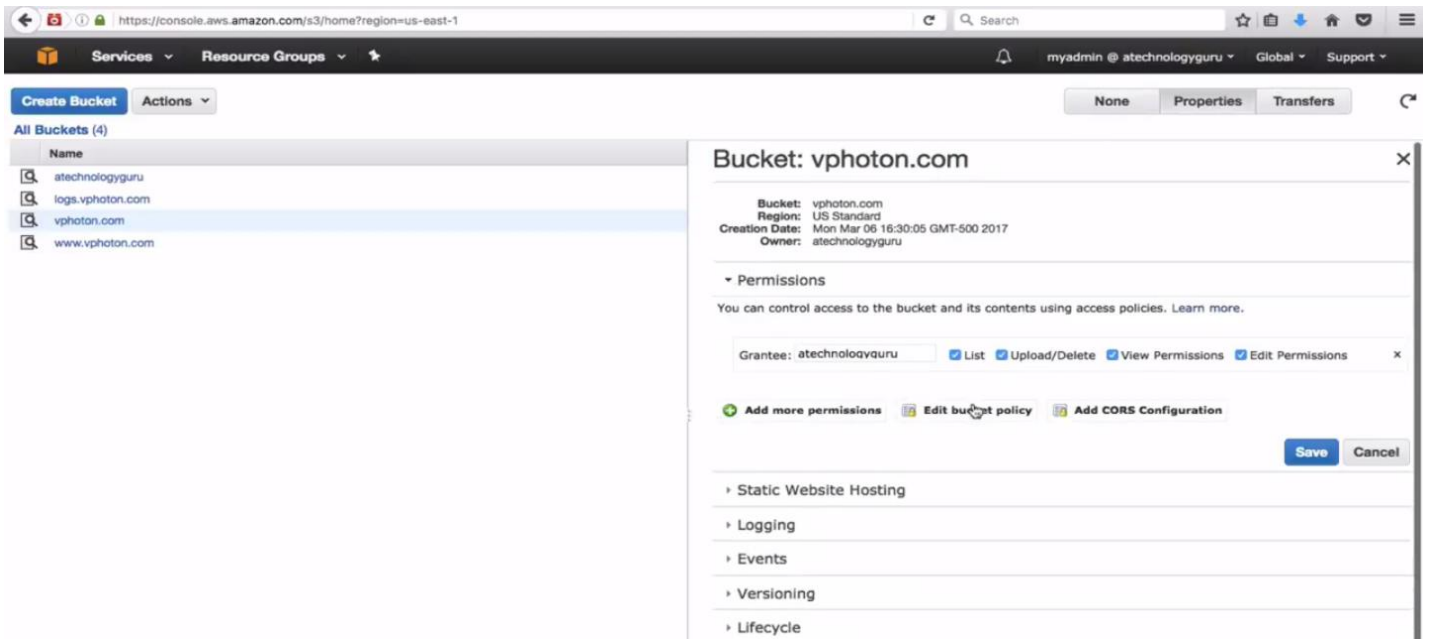 https://console.aws.amazon.com/s3/home?region=us-east-1 Search
Services Resource Groups myadmin @ atechnologyguru Global Support
Create Bucket Actions None Properties Transfers
All Buckets (4)
Name
atechnologyguru
logs.vphoton.com
vphoton.com
www.vphoton.com
Bucket: vphoton.com
Bucket: vphoton.com
Region: US Standard
Creation Date: Mon Mar 06 16:30:05 GMT-500 2017
Owner: atechnologyguru
Permissions
You can control access to the bucket and its contents using access policies. Learn more.
Grantee: atechnologyguru List Upload/Delete View Permissions Edit Permissions x
Add more permissions Edit bucket policy Add CORS Configuration
Save Cancel
Static Website Hosting
Logging
Events
Versioning
Lifecycle